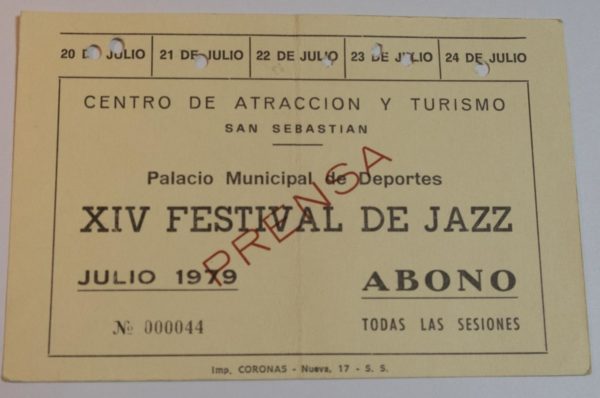 20 DE JULIO 21 DE JULIO 22 DE JULIO 23 DE JULIO 24 DE JULIO
CENTRO DE ATRACCION Y TURISMO
SAN SEBASTIAN
Palacio Municipal de Deportes
PRENSA
XIV FESTIVAL DE JAZZ
JULIO 1979 ABONO
№ 000044 TODAS LAS SESIONES
Imp. CORONAS - Nueva, 17 - S. S.